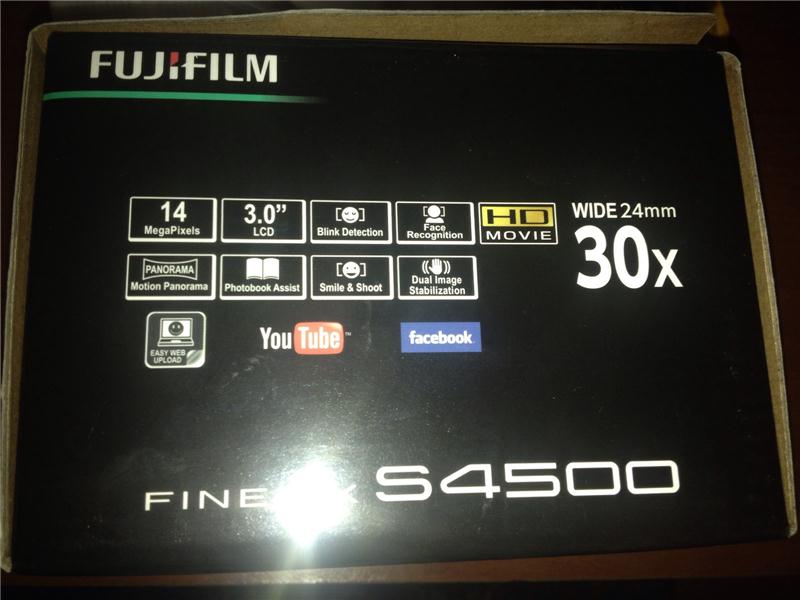 FUJIFILM
14
MegaPixels
3.0”
LCD
Blink Detection
Face
Recognition
HD
MOVIE
WIDE 24mm
30x
PANORAMA
Motion Panorama
Photobook Assist
Smile & Shoot
Dual Image
Stabilization
EASY WEB
UPLOAD
YouTube™
facebook
S4500